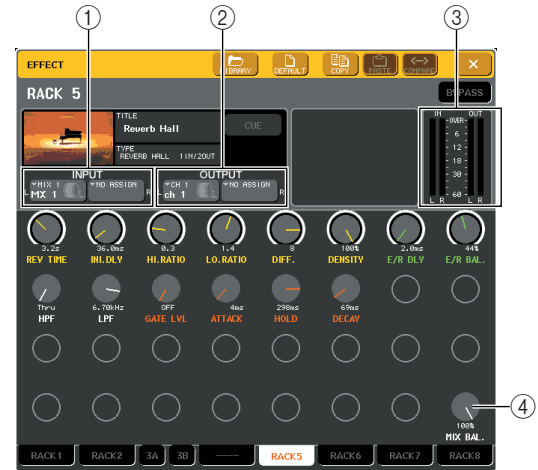 ① ② ③
EFFECT LIBRARY DEFAULT COPY PASTE COMPARE ×
RACK 5 BYPASS
TITLE
Reverb Hall
CUE
TYPE
REVERB HALL 1IN/2OUT
IN OUT
OVER
6
12
18
30
60
L R L R
INPUT OUTPUT
L MIX 1 MX 1 NO ASSIGN R L CH 1 ch 1 NO ASSIGN R
3.2s 36.0ms 0.3 1.4 8 100% 2.0ms 44%
REV TIME INI.DLY HI.RATIO LO.RATIO DIFF. DENSITY E/R DLY E/R BAL.
Thru 6.70kHz OFF 4ms 298ms 69ms
HPF LPF GATE LVL ATTACK HOLD DECAY
④
100%
MIX BAL.
RACK1 RACK2 3A 3B ---- RACK5 RACK6 RACK7 RACK8